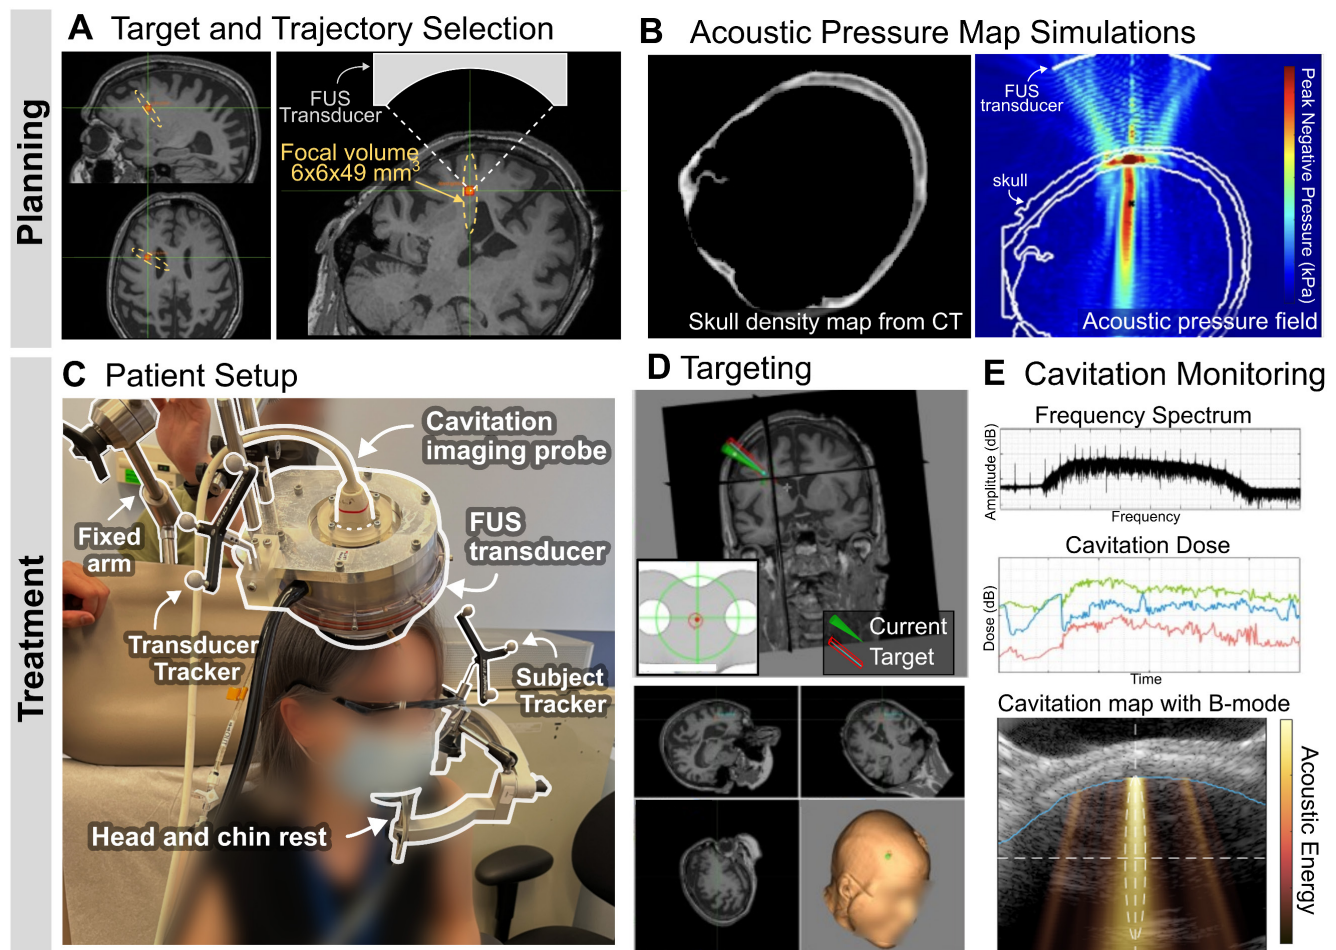 Planning
A Target and Trajectory Selection
FUS
Transducer
Focal volume
6x6x49 mm³
B Acoustic Pressure Map Simulations
Skull density map from CT
FUS
transducer
skull
Peak Negative Pressure (kPa)
Acoustic pressure field
Treatment
C Patient Setup
Cavitation
imaging probe
Fixed
arm
FUS
transducer
Transducer
Tracker
Subject
Tracker
Head and chin rest
D Targeting
Current
Target
E Cavitation Monitoring
Frequency Spectrum
Amplitude (dB)
Frequency
Cavitation Dose
Dose (dB)
Time
Cavitation map with B-mode
Acoustic Energy